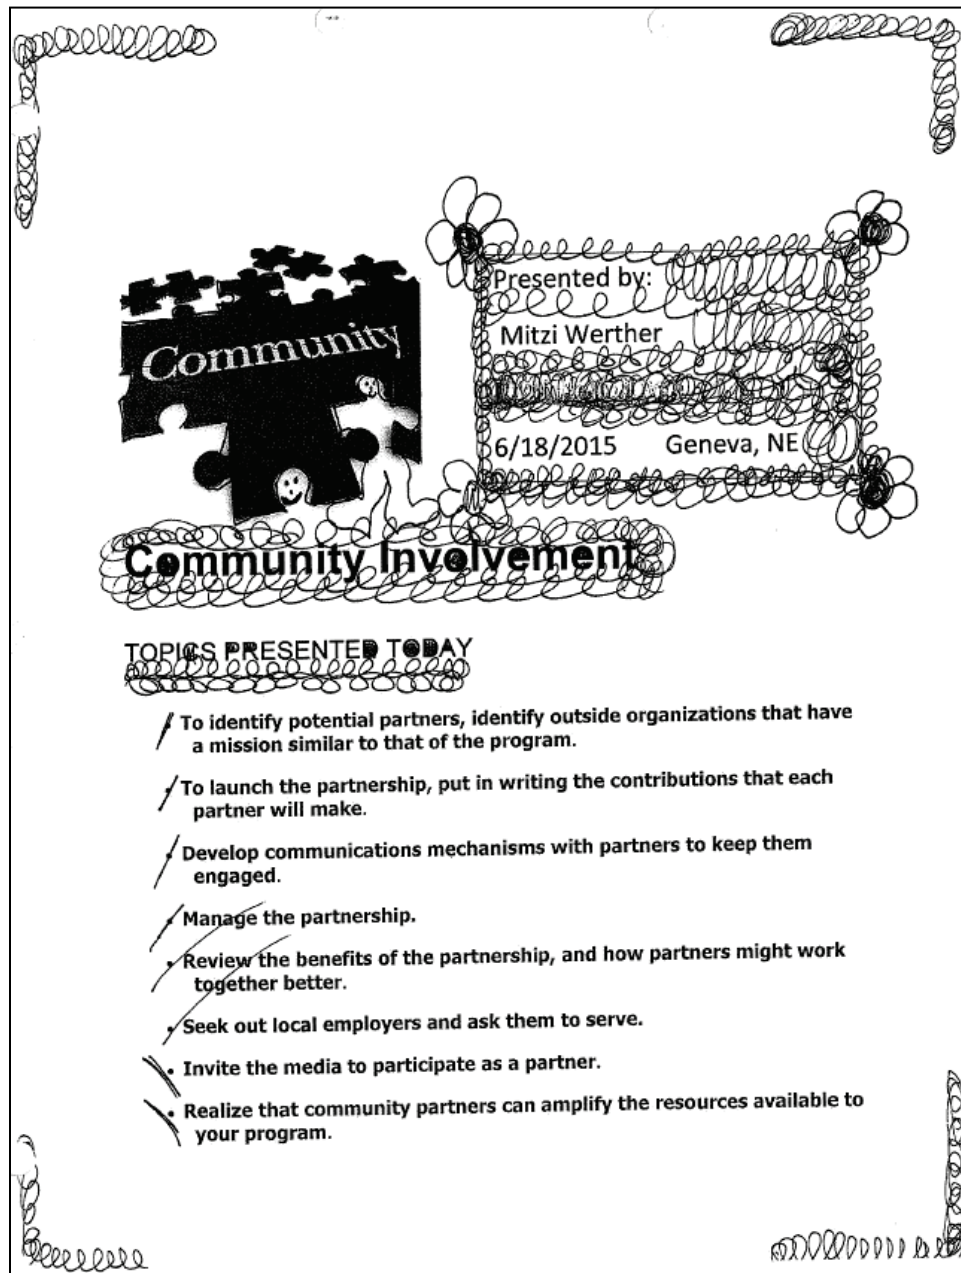 Community
Presented by:
Mitzi Werther
6/18/2015 Geneva, NE
Community Involvement
TOPICS PRESENTED TODAY
• To identify potential partners, identify outside organizations that have
a mission similar to that of the program.
• To launch the partnership, put in writing the contributions that each
partner will make.
• Develop communications mechanisms with partners to keep them
engaged.
• Manage the partnership.
• Review the benefits of the partnership, and how partners might work
together better.
• Seek out local employers and ask them to serve.
• Invite the media to participate as a partner.
• Realize that community partners can amplify the resources available to
your program.